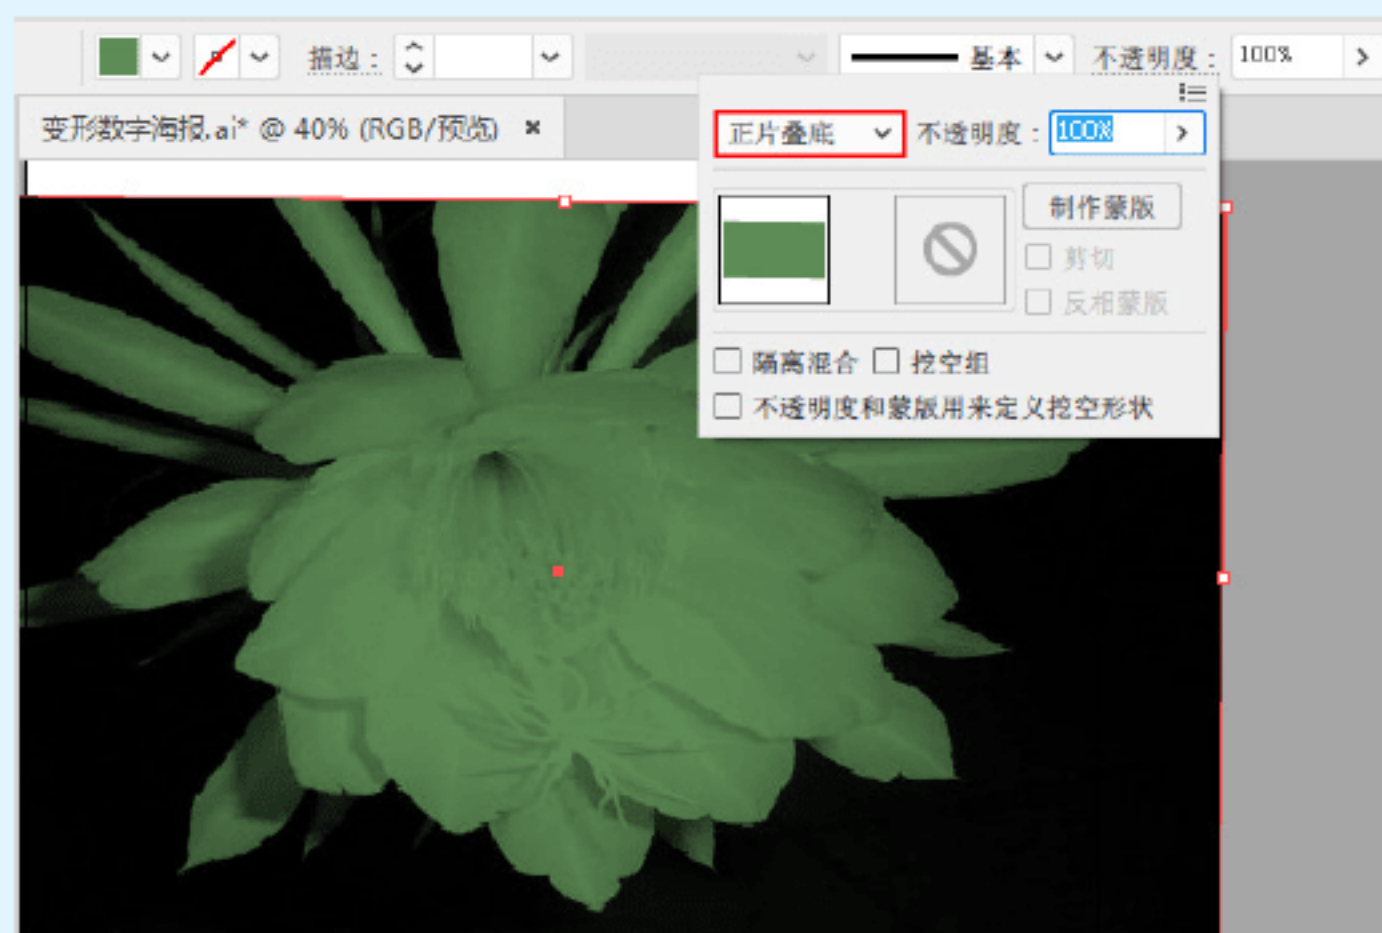 描边： 基本 不透明度： 100%
变形数字海报.ai* @ 40% (RGB/预览) ×
正片叠底 不透明度： 100%
制作蒙版
剪切
反相蒙版
隔离混合 挖空组
不透明度和蒙版用来定义挖空形状